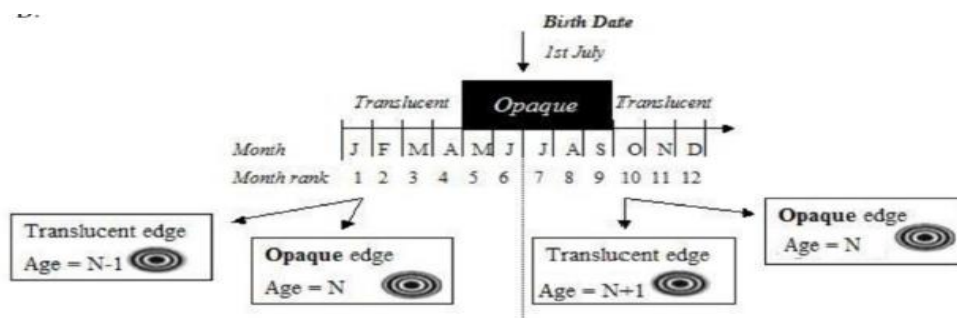 Birth Date
1st July
Translucent Opaque Translucent
Month J F M A M J J A S O N D
Month rank 1 2 3 4 5 6 7 8 9 10 11 12
Translucent edge
Age = N-1
Opaque edge
Age = N
Translucent edge
Age = N+1
Opaque edge
Age = N